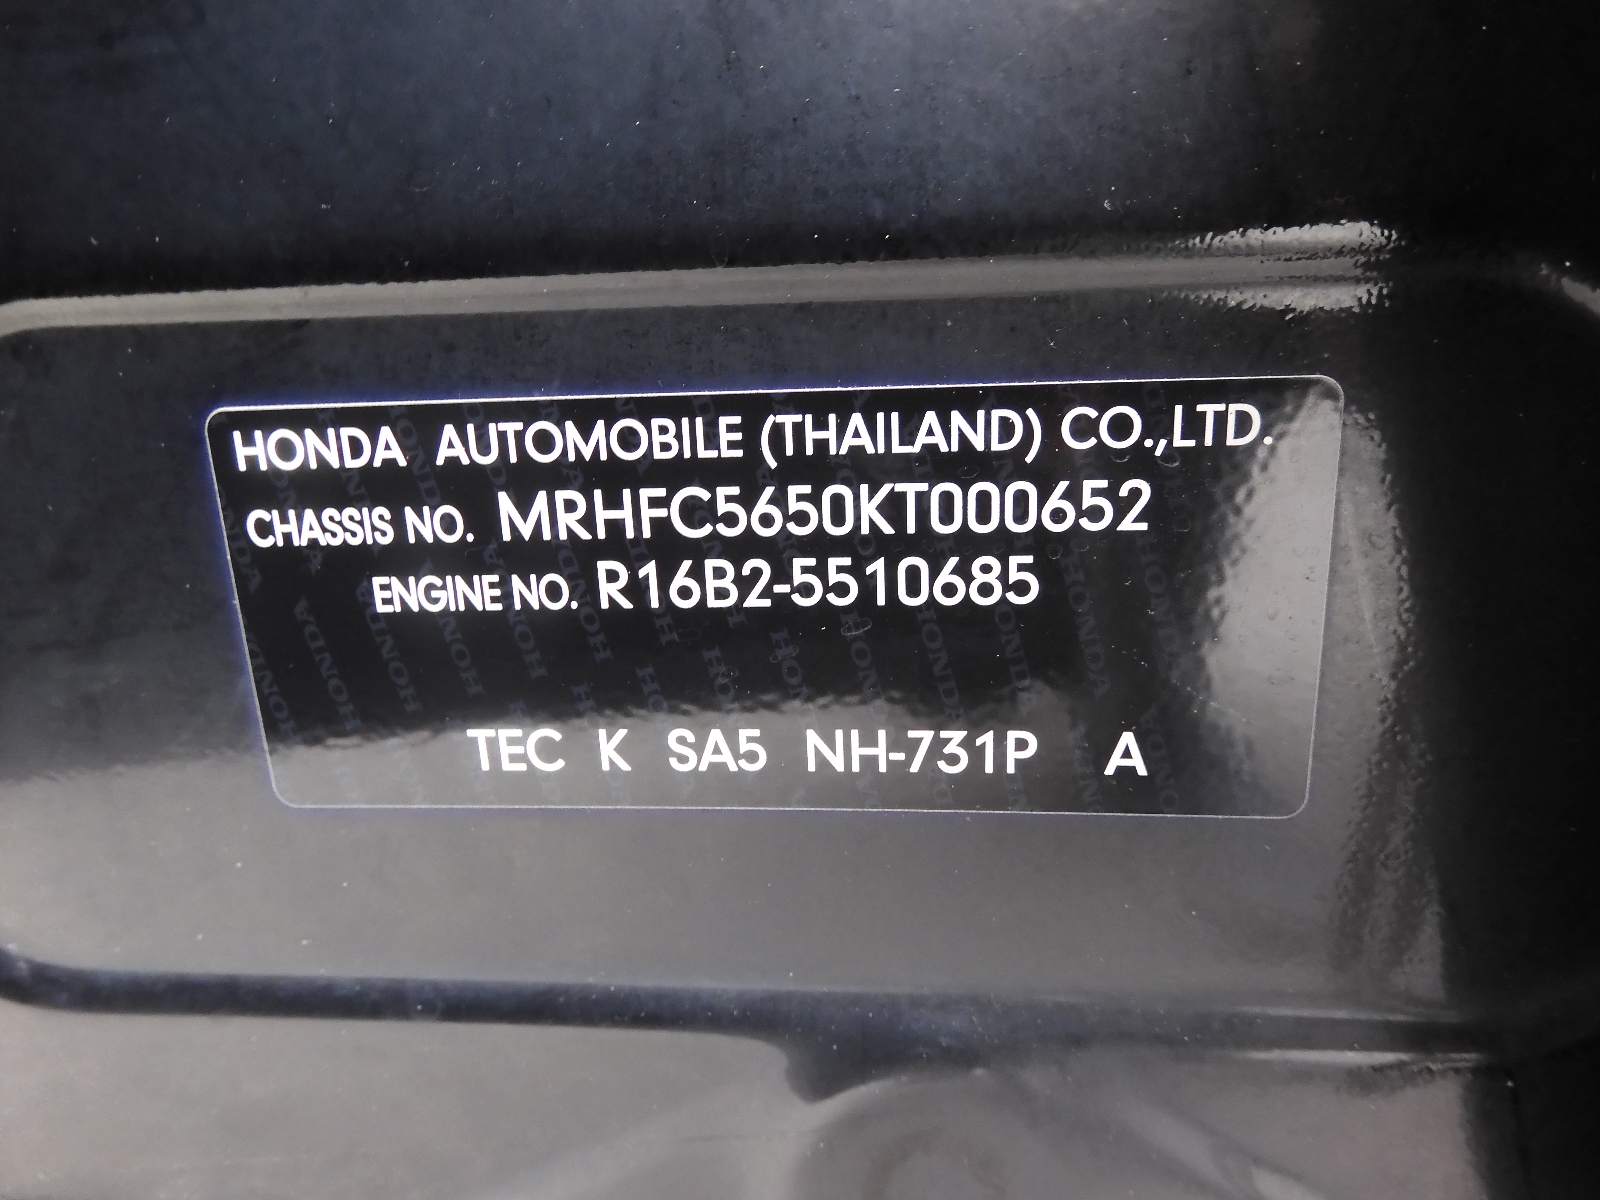 HONDA AUTOMOBILE (THAILAND) CO.,LTD.
CHASSIS NO. MRHFC5650KT000652
ENGINE NO. R16B2-5510685
TEC K SA5 NH-731P A